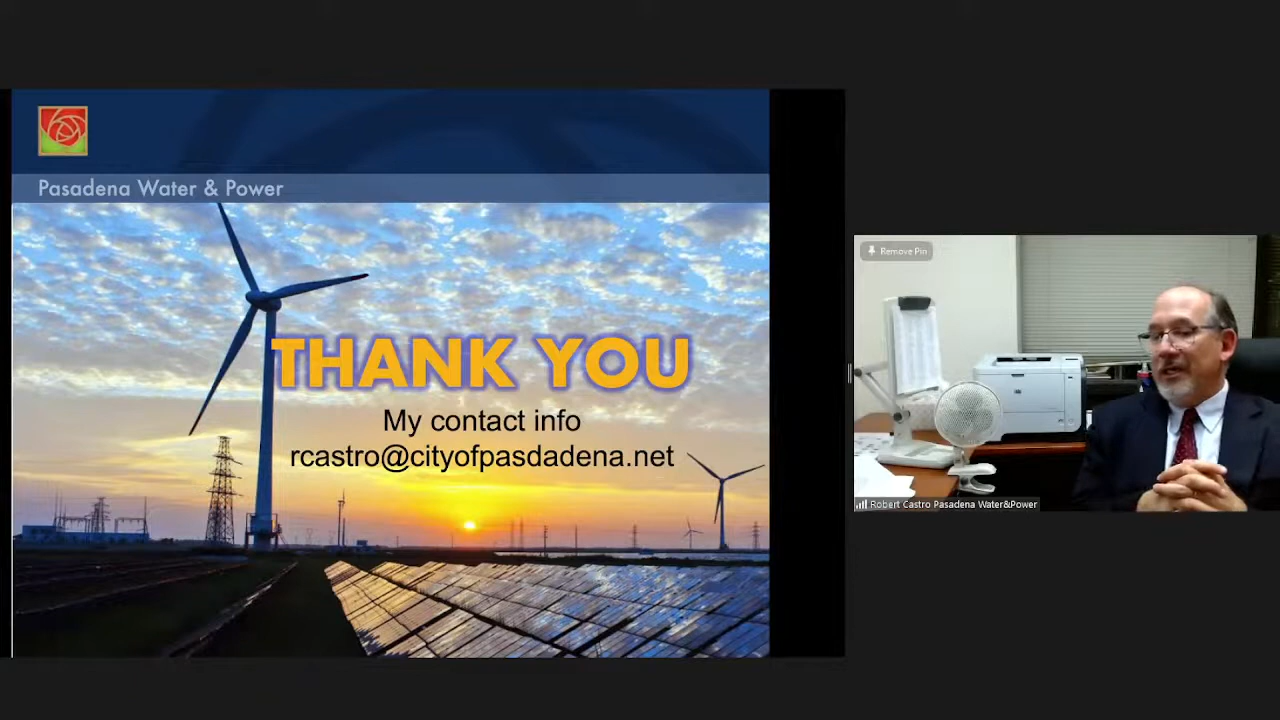 Pasadena Water & Power
THANK YOU
My contact info
rcastro@cityofpasdadena.net
Remove Pin
Robert Castro Pasadena Water&Power